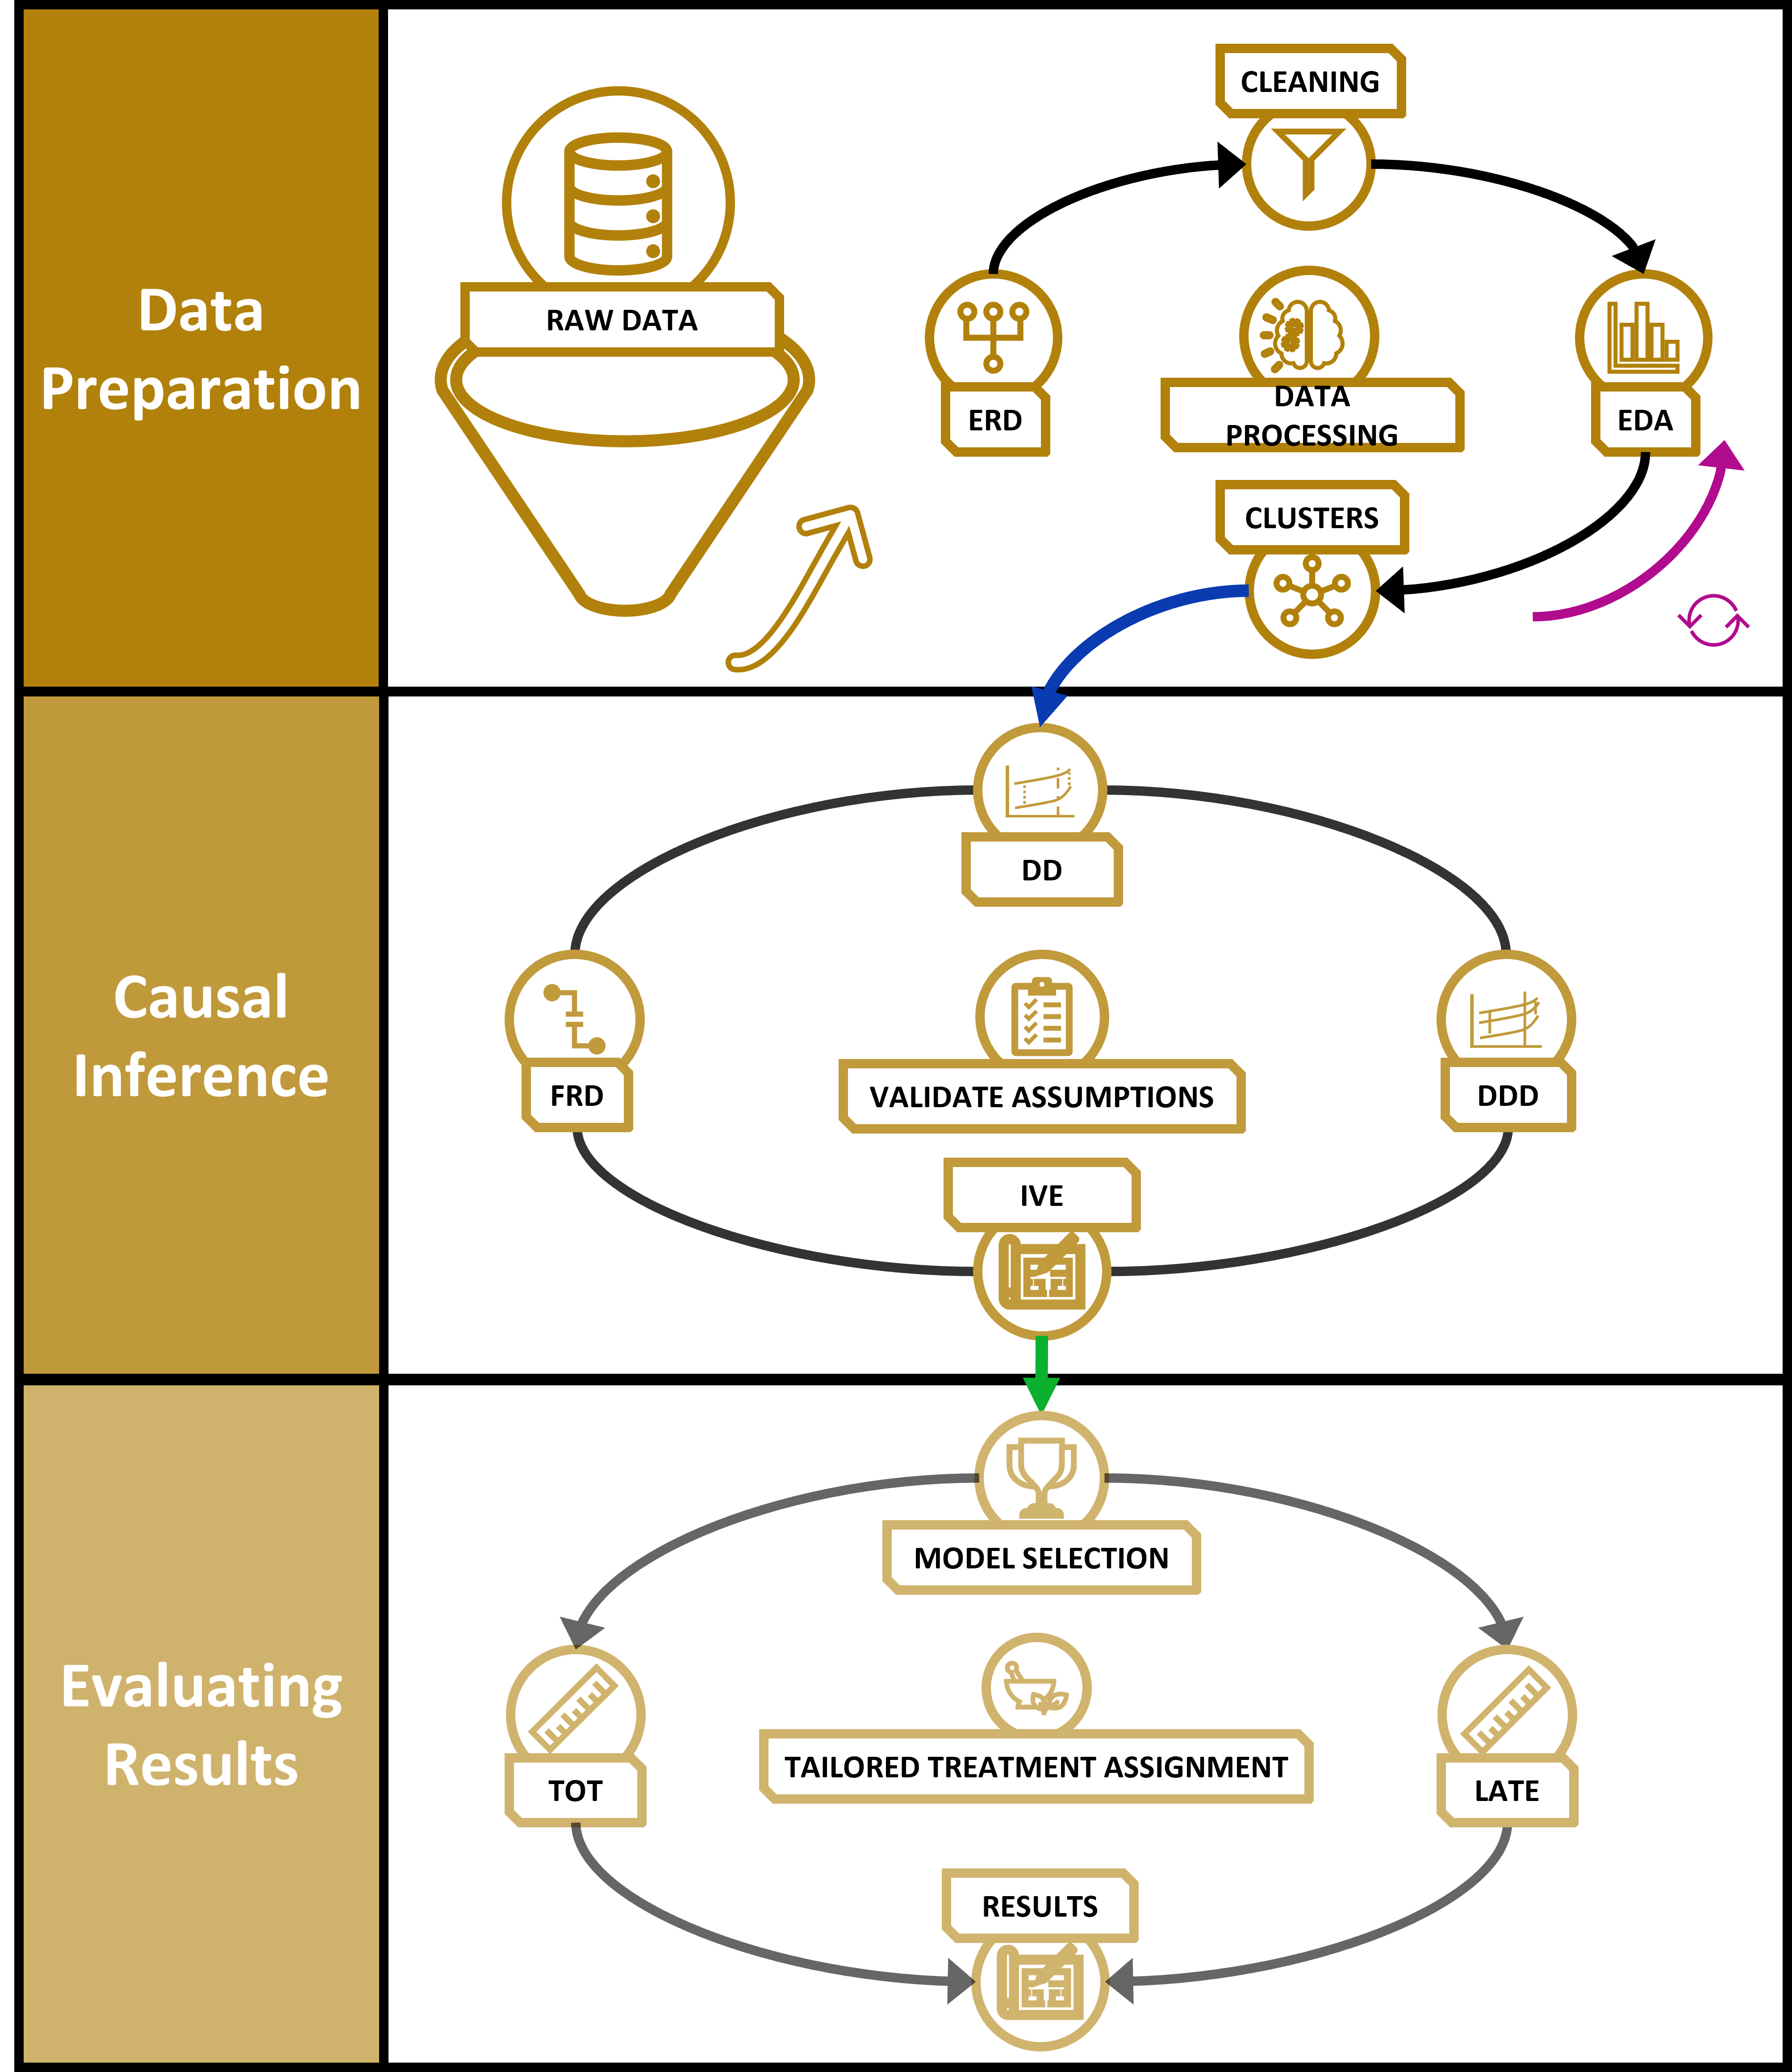 Data
Preparation
RAW DATA
CLEANING
ERD
DATA
PROCESSING
EDA
CLUSTERS
Causal
Inference
DD
FRD
VALIDATE ASSUMPTIONS
DDD
IVE
Evaluating
Results
MODEL SELECTION
TOT
TAILORED TREATMENT ASSIGNMENT
LATE
RESULTS